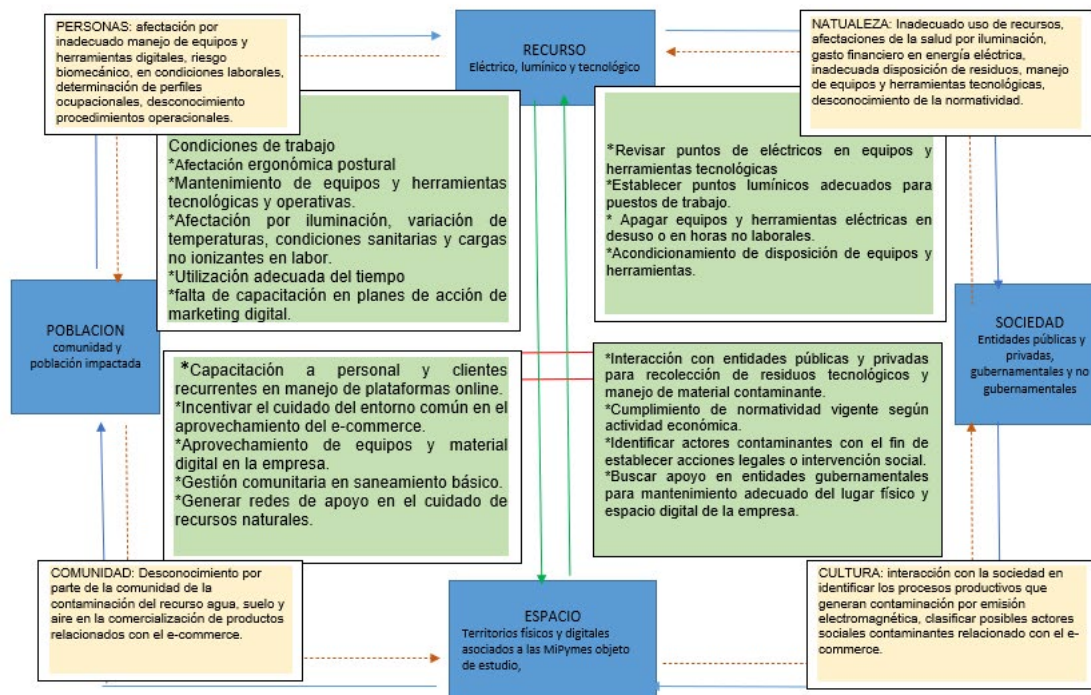 PERSONAS: afectación por
inadecuado manejo de equipos y
herramientas digitales, riesgo
biomecánico, en condiciones laborales,
determinación de perfiles
ocupacionales, desconocimiento
procedimientos operacionales.
RECURSO
Eléctrico, lumínico y tecnológico
NATUALEZA: Inadecuado uso de recursos,
afectaciones de la salud por iluminación,
gasto financiero en energía eléctrica,
inadecuada disposición de residuos, manejo
de equipos y herramientas tecnológicas,
desconocimiento de la normatividad.
Condiciones de trabajo
*Afectación ergonómica postural
*Mantenimiento de equipos y herramientas
tecnológicas y operativas.
*Afectación por iluminación, variación de
temperaturas, condiciones sanitarias y cargas
no ionizantes en labor.
*Utilización adecuada del tiempo
*falta de capacitación en planes de acción de
marketing digital.
*Revisar puntos de eléctricos en equipos y
herramientas tecnológicas
*Establecer puntos lumínicos adecuados para
puestos de trabajo.
* Apagar equipos y herramientas eléctricas en
desuso o en horas no laborales.
*Acondicionamiento de disposición de equipos y
herramientas.
POBLACION
comunidad y
población impactada
SOCIEDAD
Entidades públicas y
privadas,
gubernamentales y no
gubernamentales
*Capacitación a personal y clientes
recurrentes en manejo de plataformas online.
*Incentivar el cuidado del entorno común en el
aprovechamiento del e-commerce.
*Aprovechamiento de equipos y material
digital en la empresa.
*Gestión comunitaria en saneamiento básico.
*Generar redes de apoyo en el cuidado de
recursos naturales.
*Interacción con entidades públicas y privadas
para recolección de residuos tecnológicos y
manejo de material contaminante.
*Cumplimiento de normatividad vigente según
actividad económica.
*Identificar actores contaminantes con el fin de
establecer acciones legales o intervención social.
*Buscar apoyo en entidades gubernamentales
para mantenimiento adecuado del lugar físico y
espacio digital de la empresa.
COMUNIDAD: Desconocimiento por
parte de la comunidad de la
contaminación del recurso agua, suelo y
aire en la comercialización de productos
relacionados con el e-commerce.
ESPACIO
Territorios físicos y digitales
asociados a las MiPymes objeto
de estudio,
CULTURA: interacción con la sociedad en
identificar los procesos productivos que
generan contaminación por emisión
electromagnética, clasificar posibles actores
sociales contaminantes relacionado con el e-
commerce.